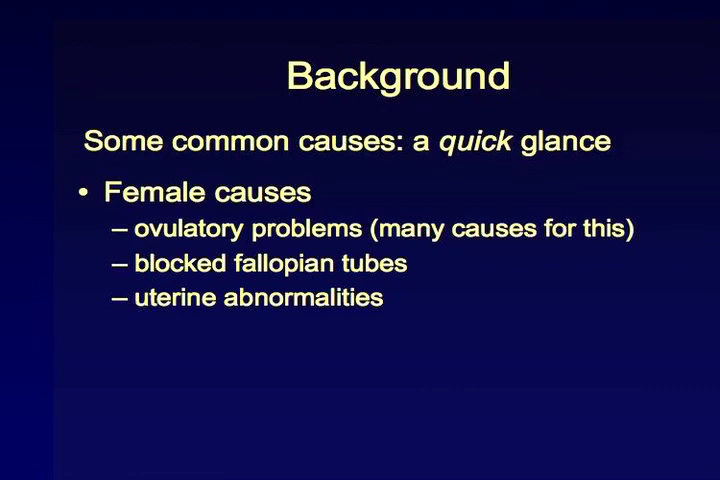 Background
Some common causes: a quick glance
• Female causes
– ovulatory problems (many causes for this)
– blocked fallopian tubes
– uterine abnormalities